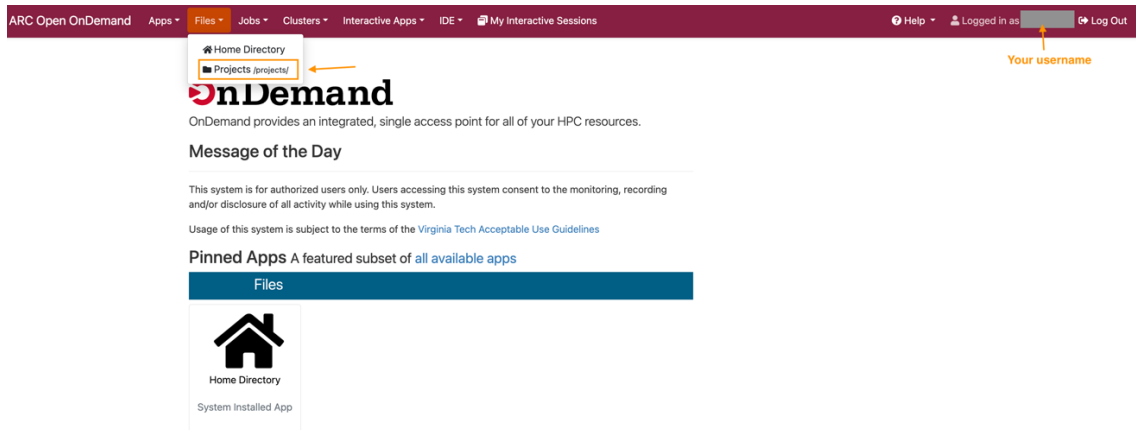 ARC Open OnDemand Apps Files Jobs Clusters Interactive Apps IDE My Interactive Sessions Help Logged in as Log Out
Home Directory
Projects /projects/
Your username
OnDemand
OnDemand provides an integrated, single access point for all of your HPC resources.
Message of the Day
This system is for authorized users only. Users accessing this system consent to the monitoring, recording
and/or disclosure of all activity while using this system.
Usage of this system is subject to the terms of the Virginia Tech Acceptable Use Guidelines
Pinned Apps A featured subset of all available apps
Files
Home Directory
System Installed App